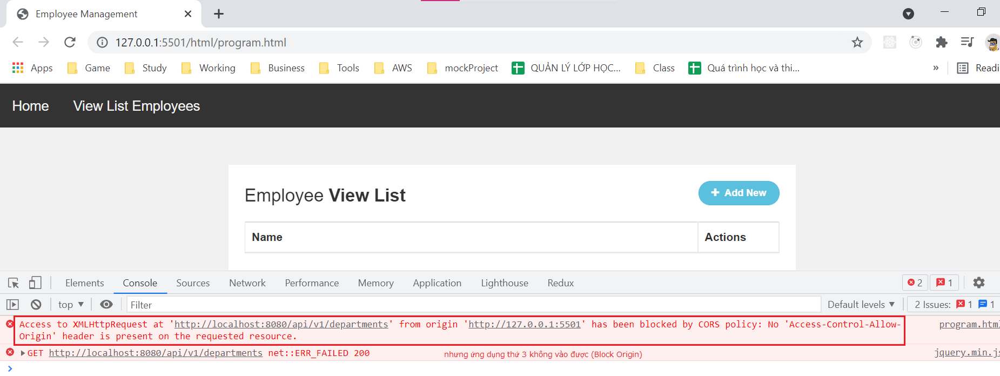 Employee Management
127.0.0.1:5501/html/program.html
Apps Game Study Working Business Tools AWS mockProject QUẢN LÝ LỚP HỌC... Class Quá trình học và thi... » Readi
Home View List Employees
Employee View List
+ Add New
Name Actions
Elements Console Sources Network Performance Memory Application Lighthouse Redux 2 1
top ▼ Filter Default levels ▼ 2 Issues: 1 1
Access to XMLHttpRequest at 'http://localhost:8080/api/v1/departments' from origin 'http://127.0.0.1:5501' has been blocked by CORS policy: No 'Access-Control-Allow- program.html
Origin' header is present on the requested resource.
GET http://localhost:8080/api/v1/departments net::ERR_FAILED 200 nhưng ứng dụng thứ 3 không vào được (Block Origin) jquery.min.js